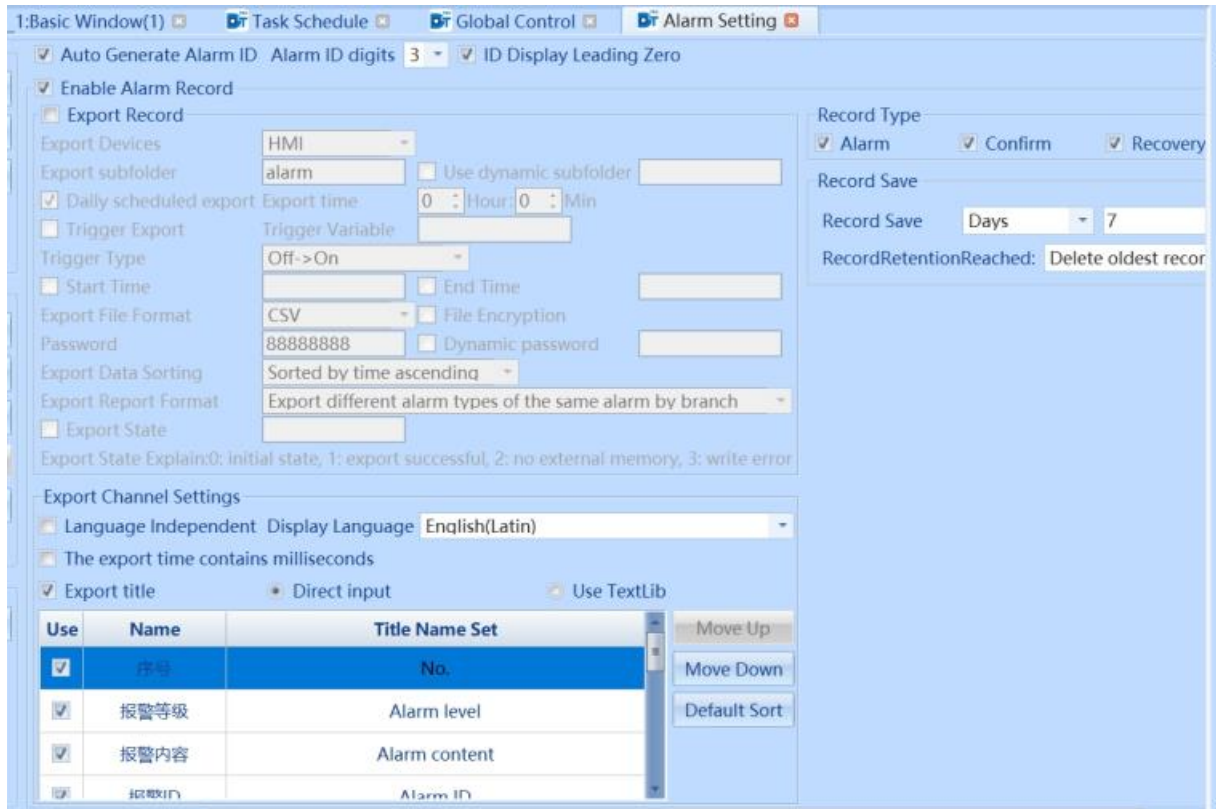 1:Basic Window(1) Task Schedule Global Control Alarm Setting
Auto Generate Alarm ID Alarm ID digits 3 ID Display Leading Zero
Enable Alarm Record
Export Record
Export Devices HMI
Export subfolder alarm Use dynamic subfolder
Daily scheduled export Export time 0 Hour: 0 Min
Trigger Export Trigger Variable
Trigger Type Off->On
Start Time End Time
Export File Format CSV File Encryption
Password 88888888 Dynamic password
Export Data Sorting Sorted by time ascending
Export Report Format Export different alarm types of the same alarm by branch
Export State
Export State Explain:0: initial state, 1: export successful, 2: no external memory, 3: write error
Record Type
Alarm Confirm Recovery
Record Save
Record Save Days 7
RecordRetentionReached: Delete oldest recor
Export Channel Settings
Language Independent Display Language English(Latin)
The export time contains milliseconds
Export title Direct input Use TextLib
Use Name Title Name Set Move Up
序号 No. Move Down
报警等级 Alarm level Default Sort
报警内容 Alarm content
报警ID Alarm ID